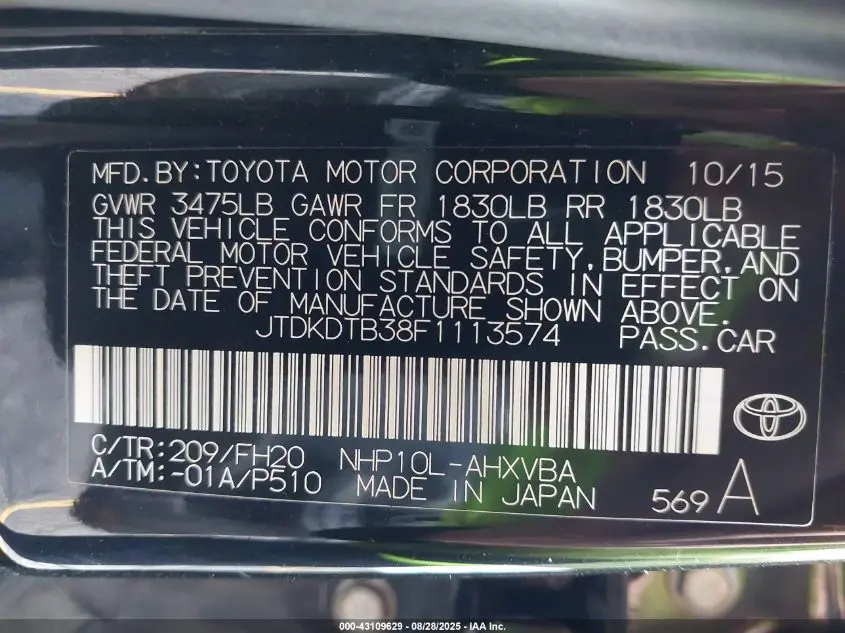 MFD.BY:TOYOTA MOTOR CORPORATION 10/15
GVWR 3475LB GAWR FR 1830LB RR 1830LB
THIS VEHICLE CONFORMS TO ALL APPLICABLE
FEDERAL MOTOR VEHICLE SAFETY,BUMPER,AND
THEFT PREVENTION STANDARDS IN EFFECT ON
THE DATE OF MANUFACTURE SHOWN ABOVE.
JTDKDTB38F1113574 PASS.CAR
C/TR:209/FH20 NHP10L-AHXVBA
A/TM:-01A/P510 MADE IN JAPAN 569 A
000-43109629 - 08/28/2025 - IAA Inc.